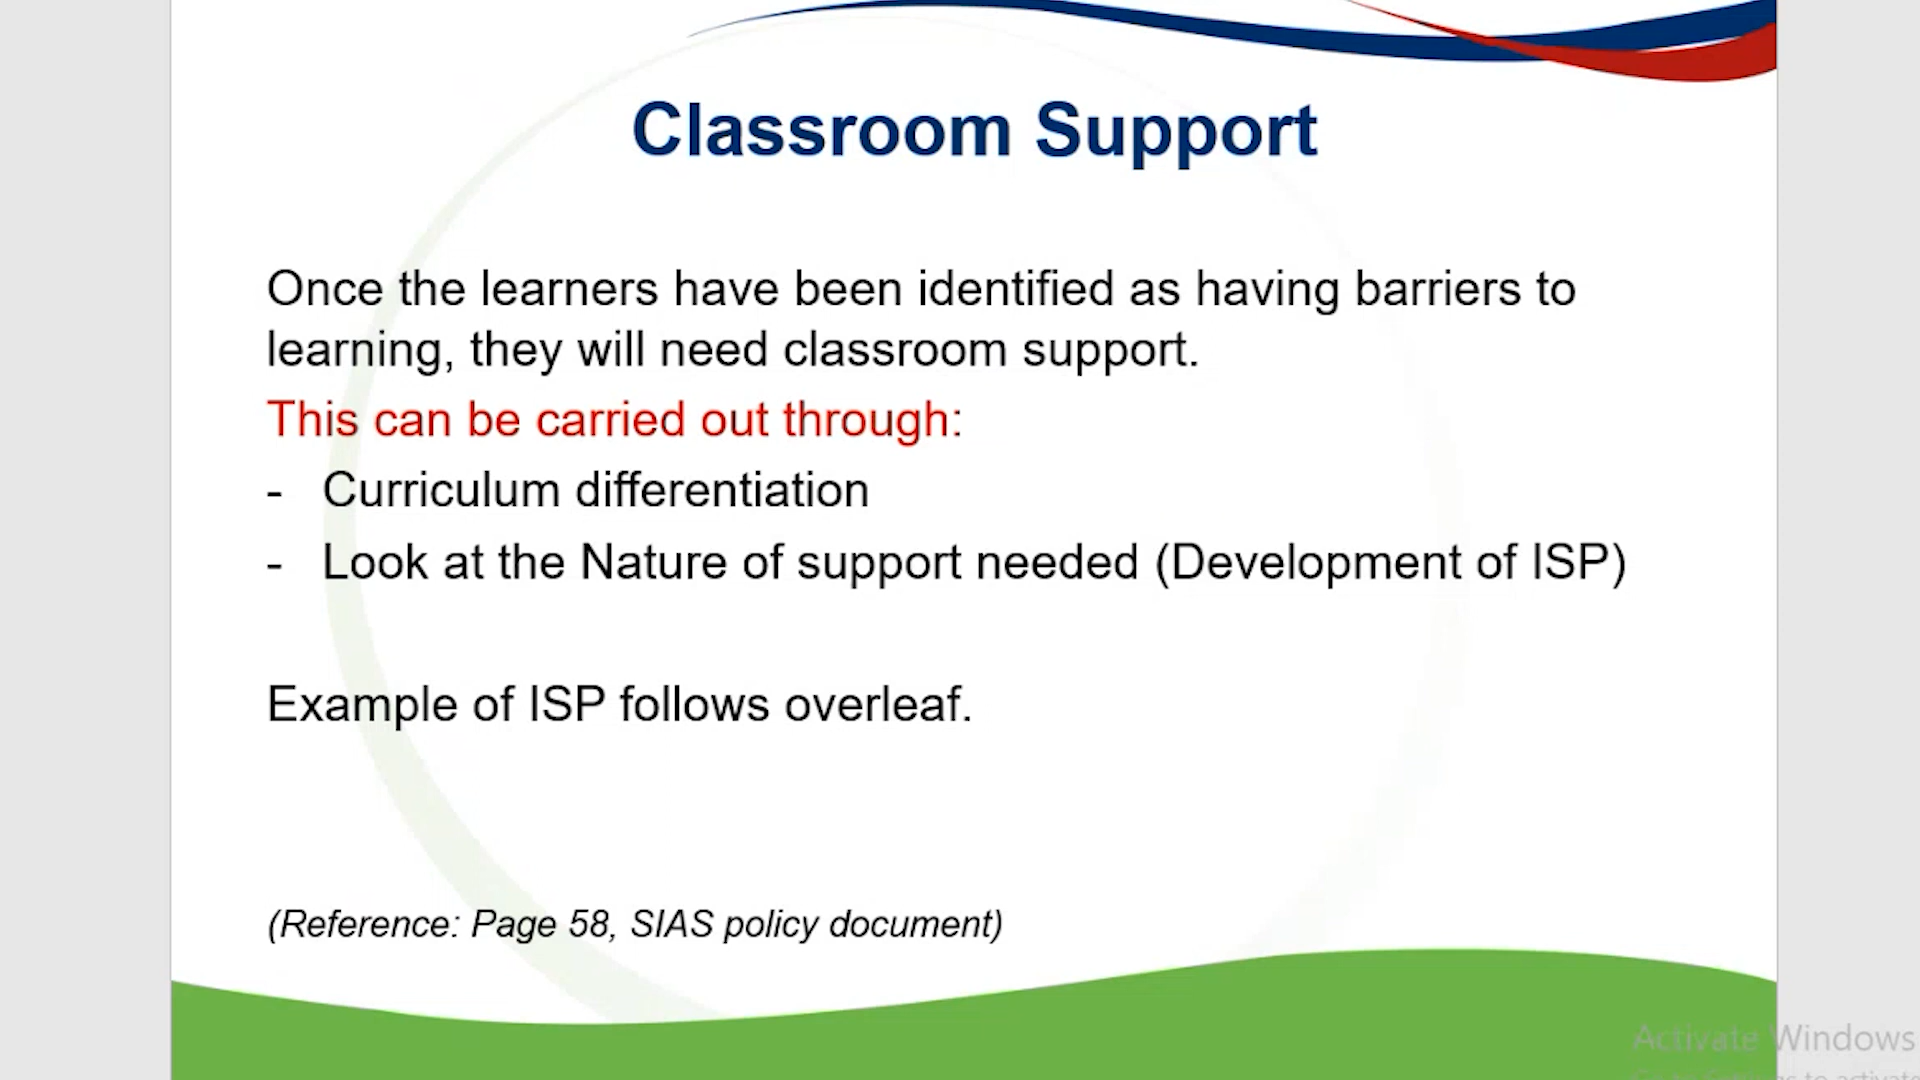 Classroom Support
Once the learners have been identified as having barriers to
learning, they will need classroom support.
This can be carried out through:
- Curriculum differentiation
- Look at the Nature of support needed (Development of ISP)
Example of ISP follows overleaf.
(Reference: Page 58, SIAS policy document)
Activate Windows